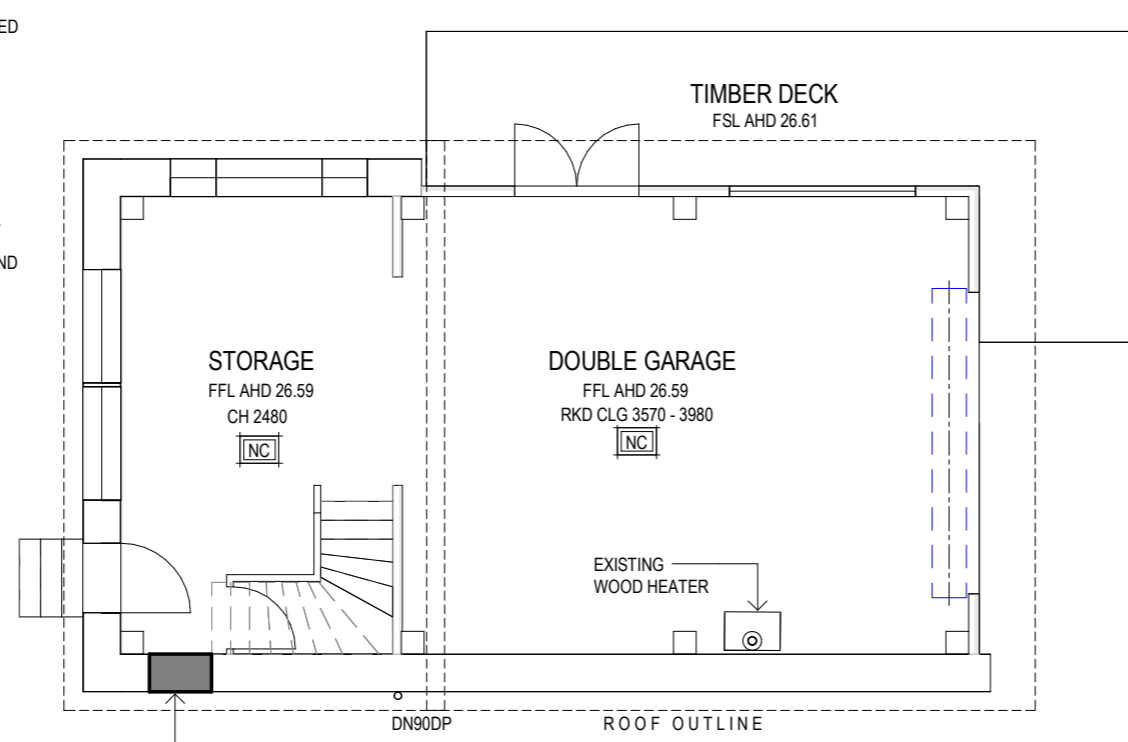 ED
TIMBER DECK
FSL AHD 26.61
ND
STORAGE
FFL AHD 26.59
CH 2480
NC
DOUBLE GARAGE
FFL AHD 26.59
RKD CLG 3570 - 3980
NC
EXISTING
WOOD HEATER
DN90DP
ROOF OUTLINE